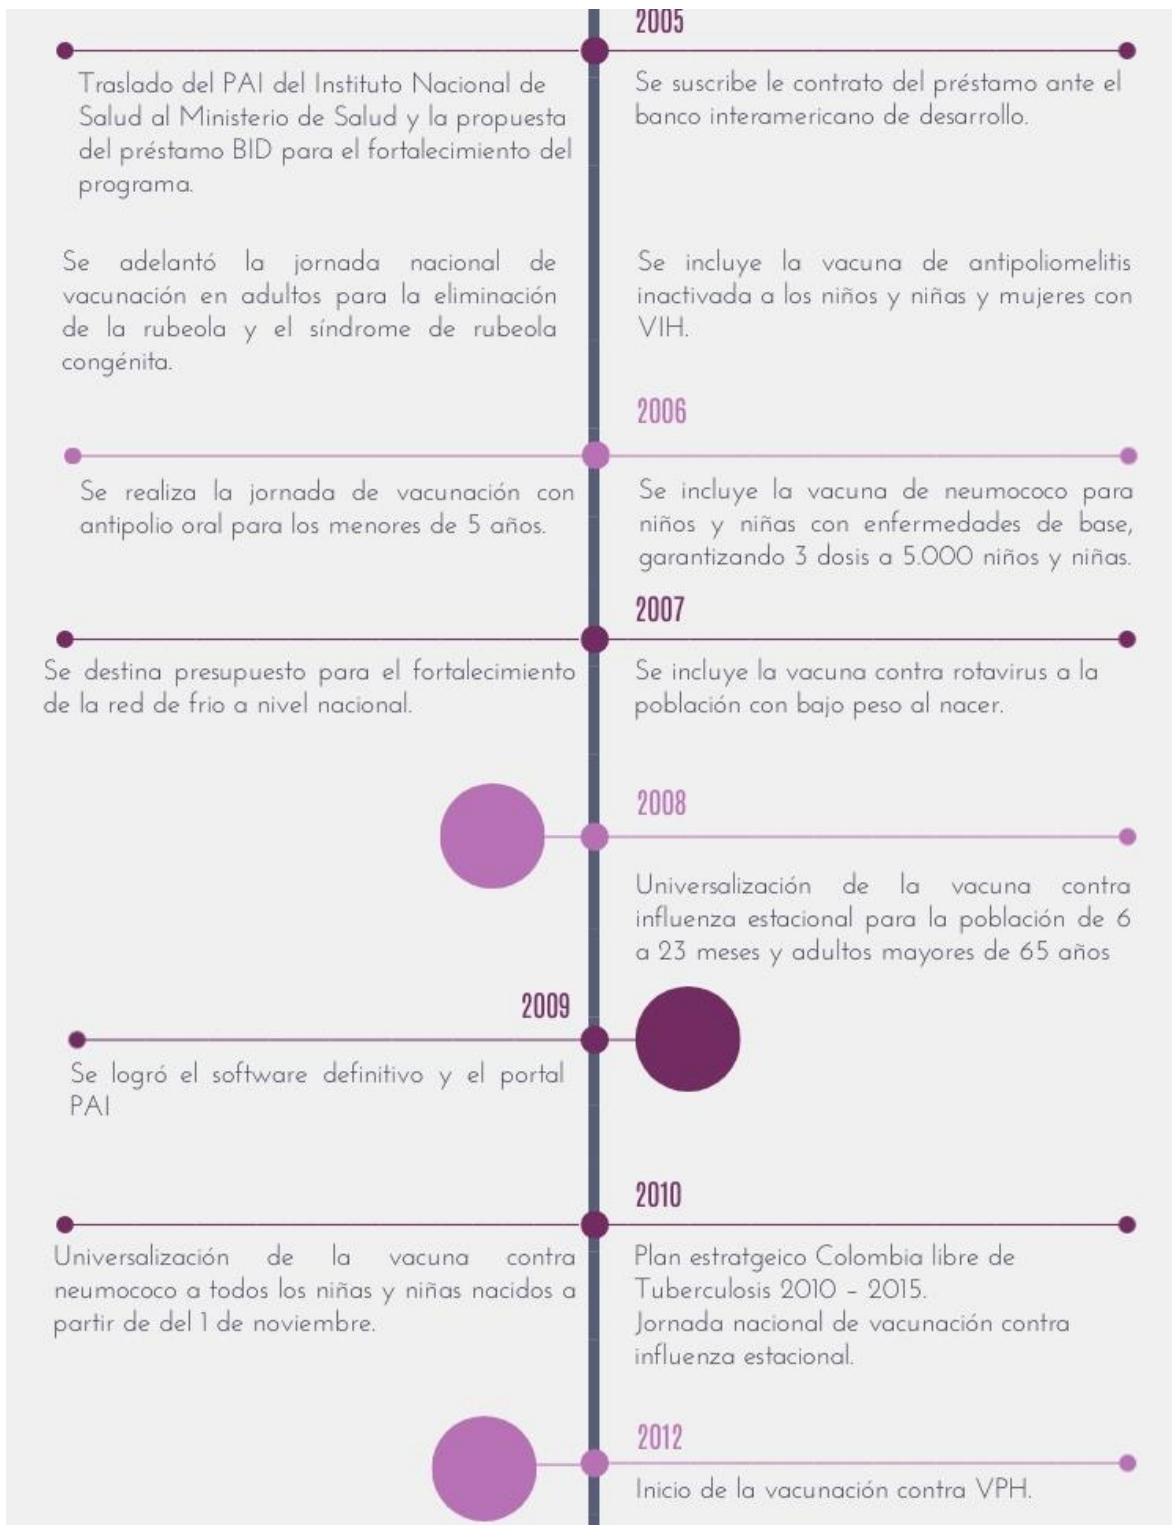 2005
Traslado del PAI del Instituto Nacional de
Salud al Ministerio de Salud y la propuesta
del préstamo BID para el fortalecimiento del
programa.
Se suscribe le contrato del préstamo ante el
banco interamericano de desarrollo.
Se adelantó la jornada nacional de
vacunación en adultos para la eliminación
de la rubeola y el síndrome de rubeola
congénita.
Se incluye la vacuna de antipoliomelitis
inactivada a los niños y niñas y mujeres con
VIH.
2006
Se realiza la jornada de vacunación con
antipolio oral para los menores de 5 años.
Se incluye la vacuna de neumococo para
niños y niñas con enfermedades de base,
garantizando 3 dosis a 5.000 niños y niñas.
2007
Se destina presupuesto para el fortalecimiento
de la red de frio a nivel nacional.
Se incluye la vacuna contra rotavirus a la
población con bajo peso al nacer.
2008
Universalización de la vacuna contra
influenza estacional para la población de 6
a 23 meses y adultos mayores de 65 años
2009
Se logró el software definitivo y el portal
PAI
2010
Universalización de la vacuna contra
neumococo a todos los niñas y niñas nacidos a
partir de del 1 de noviembre.
Plan estratgeico Colombia libre de
Tuberculosis 2010 – 2015.
Jornada nacional de vacunación contra
influenza estacional.
2012
Inicio de la vacunación contra VPH.